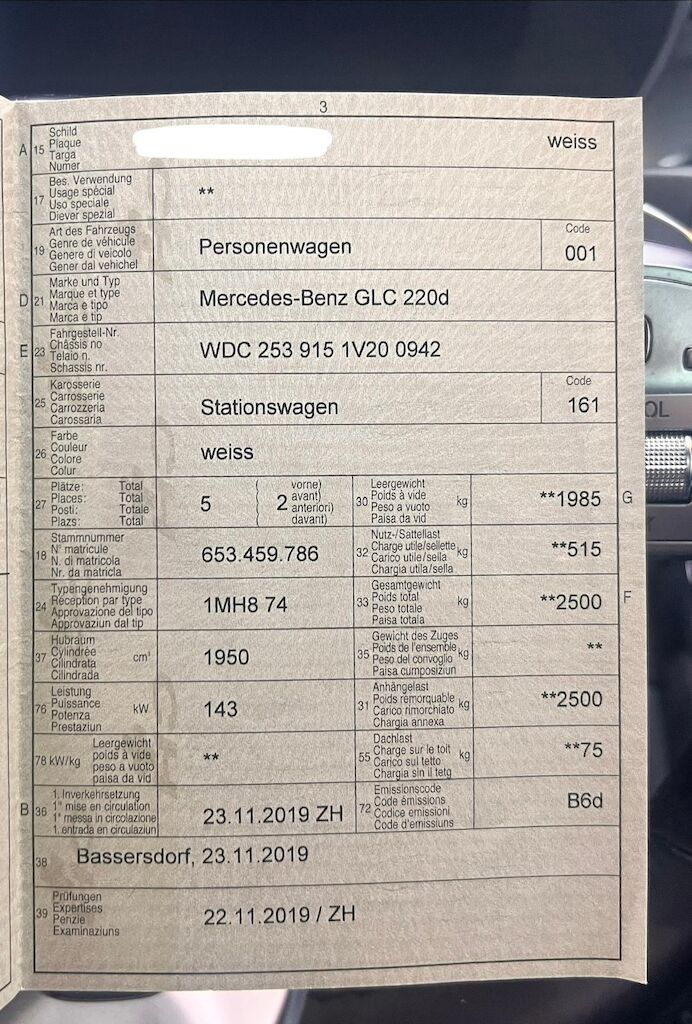 3
A 15 Schild
Plaque
Targa
Numer
weiss
17 Bes. Verwendung
Usage spécial
Uso speciale
Diever spezial
**
19 Art des Fahrzeugs
Genre de véhicule
Genere di veicolo
Gener dal vehichel
Personenwagen
Code
001
D 21 Marke und Typ
Marque et type
Marca e tipo
Marca e tip
Mercedes-Benz GLC 220d
E 23 Fahrgestell-Nr.
Châssis no
Telaio n.
Schassis nr.
WDC 253 915 1V20 0942
25 Karosserie
Carrosserie
Carrozzeria
Carossaria
Stationswagen
Code
161
26 Farbe
Couleur
Colore
Colur
weiss
27 Plätze: Total
Places: Total
Posti: Totale
Plazs: Total
5
( 2 vorne)
avant)
anteriori)
davant)
30 Leergewicht
Poids à vide
Peso a vuoto
Paisa da vid
kg
**1985
G
18 Stammnummer
N° matricule
N. di matricola
Nr. da matricla
653.459.786
32 Nutz-/Sattellast
Charge utile/sellette
Carico utile/sella
Chargia utila/sella
kg
**515
24 Typengenehmigung
Réception par type
Approvazione del tipo
Approvaziun dal tip
1MH8 74
33 Gesamtgewicht
Poids total
Peso totale
Paisa totala
kg
**2500
F
37 Hubraum
Cylindrée
Cilindrata
Cilindrada
cm³
1950
35 Gewicht des Zuges
Poids de l'ensemble
Peso del convoglio
Paisa cumposiziun
kg
**
76 Leistung
Puissance
Potenza
Prestaziun
kW
143
31 Anhängelast
Poids remorquable
Carico rimorchiato
Chargia annexa
kg
**2500
78 kW/kg Leergewicht
poids à vide
peso a vuoto
paisa da vid
**
55 Dachlast
Charge sur le toit
Carico sul tetto
Chargia sin il tetg
kg
**75
B 36 1. Inverkehrsetzung
1re mise en circulation
1a messa in circolazione
1. entrada en circulaziun
23.11.2019 ZH
72 Emissionscode
Code émissions
Codice emissioni
Code d'emissiuns
B6d
38 Bassersdorf, 23.11.2019
39 Prüfungen
Expertises
Perizie
Examinaziuns
22.11.2019 / ZH